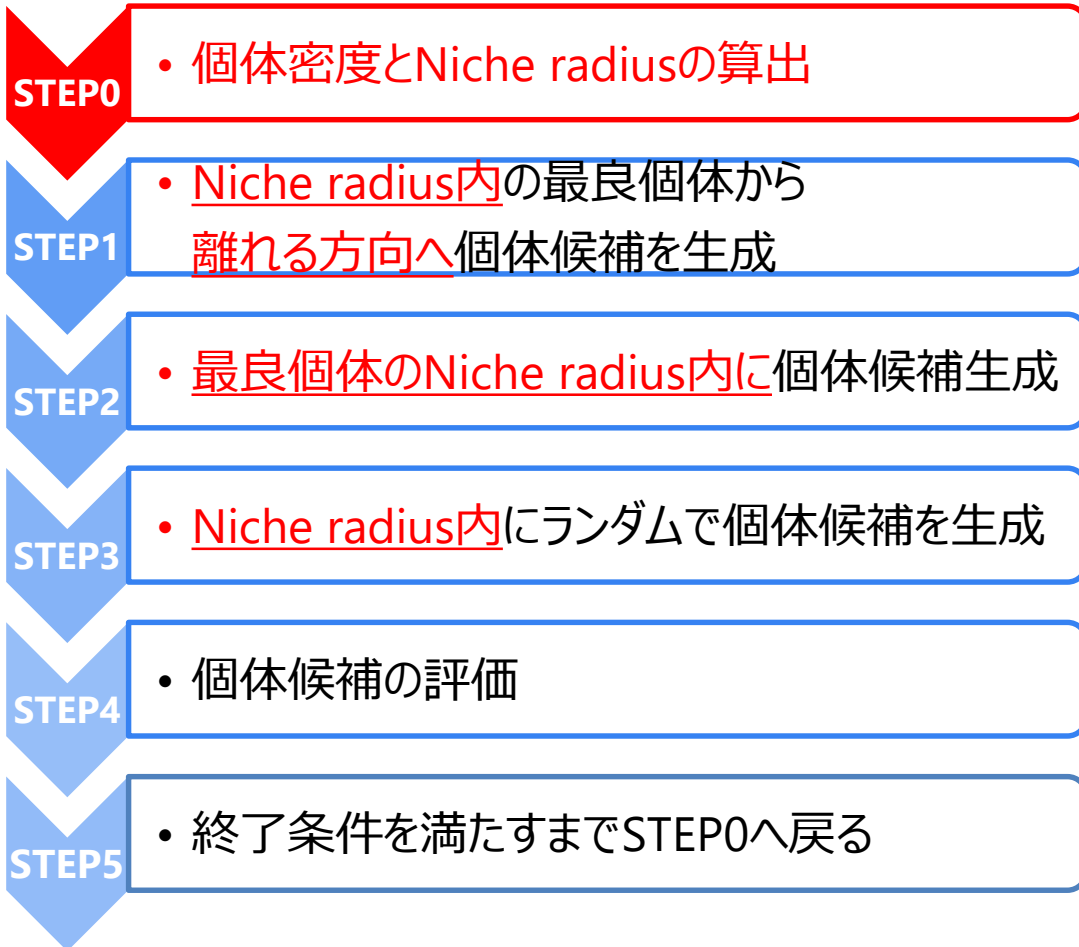 STEP0
• 個体密度とNiche radiusの算出
STEP1
• Niche radius内の最良個体から
離れる方向へ個体候補を生成
STEP2
• 最良個体のNiche radius内に個体候補生成
STEP3
• Niche radius内にランダムで個体候補を生成
STEP4
• 個体候補の評価
STEP5
• 終了条件を満たすまでSTEP0へ戻る